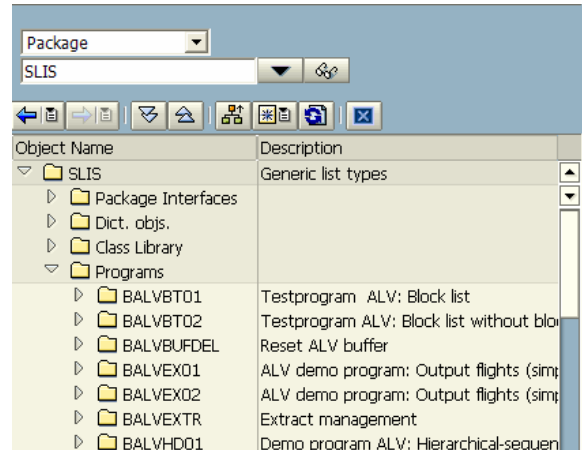 Package
SLIS
Object Name Description
SLIS Generic list types
Package Interfaces
Dict. objs.
Class Library
Programs
BALVBT01 Testprogram ALV: Block list
BALVBT02 Testprogram ALV: Block list without blo
BALVBUFDEL Reset ALV buffer
BALVEX01 ALV demo program: Output flights (simp
BALVEX02 ALV demo program: Output flights (simp
BALVEXTR Extract management
BALVHD01 Demo program ALV: Hierarchical-sequen